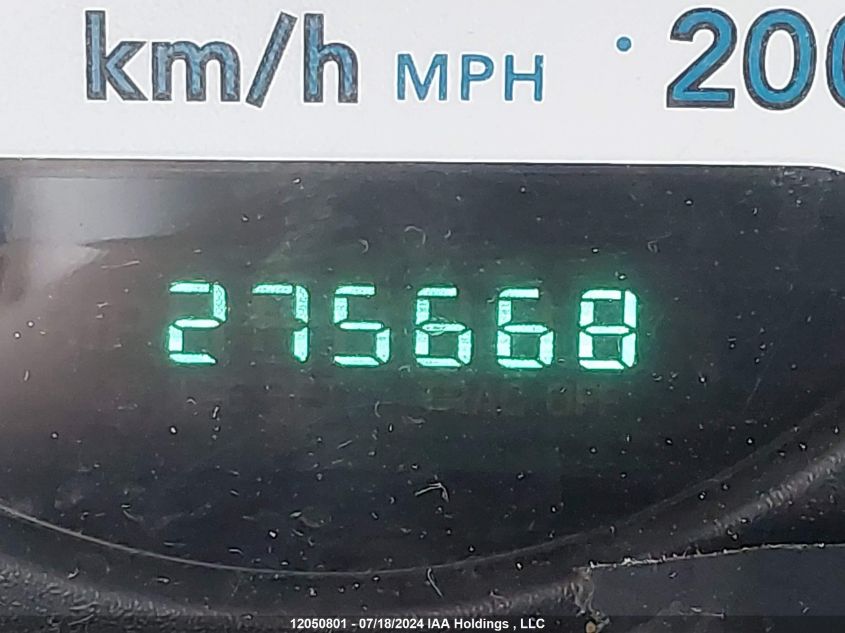 km/h MPH · 200
275668
12050801 - 07/18/2024 IAA Holdings , LLC